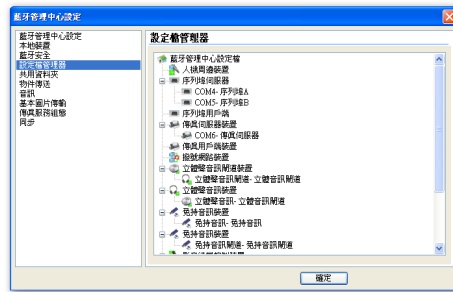 藍牙管理中心設定
藍牙管理中心設定
本地裝置
藍牙安全
設定檔管理器
共用資料夾
物件傳送
音訊
基本圖片傳輸
傳真服務組態
同步
設定檔管理器
藍牙管理中心設定檔
人機周邊裝置
序列埠伺服器
COM4- 序列埠A
COM5- 序列埠B
序列埠用戶端
傳真伺服器裝置
COM6- 傳真伺服器
傳真用戶端裝置
撥號網路裝置
立體聲音訊閘道裝置
立體聲音訊閘道- 立體聲音訊閘道
立體聲音訊裝置
立體聲音訊- 立體聲音訊閘道
免持音訊裝置
免持音訊- 免持音訊
免持音訊裝置
免持音訊閘道- 免持音訊閘道
確定